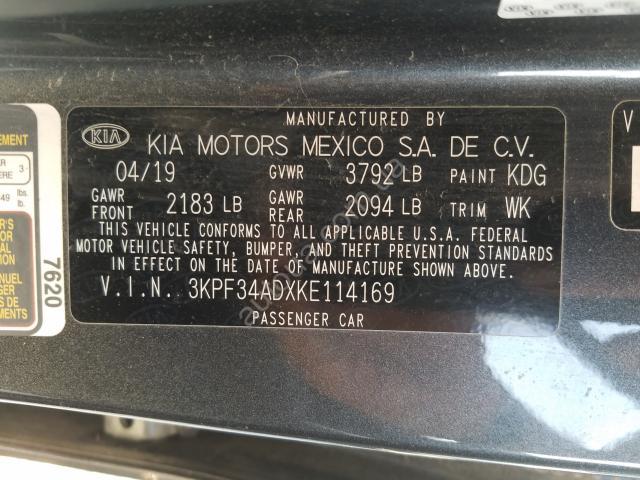 MANUFACTURED BY
KIA KIA MOTORS MEXICO S.A. DE C.V.
04/19 GVWR 3792 LB PAINT KDG
GAWR FRONT 2183 LB GAWR REAR 2094 LB TRIM WK
THIS VEHICLE CONFORMS TO ALL APPLICABLE U.S.A. FEDERAL
MOTOR VEHICLE SAFETY, BUMPER, AND THEFT PREVENTION STANDARDS
IN EFFECT ON THE DATE OF MANUFACTURE SHOWN ABOVE.
V.I.N. 3KPF34ADXKE114169
PASSENGER CAR
7620